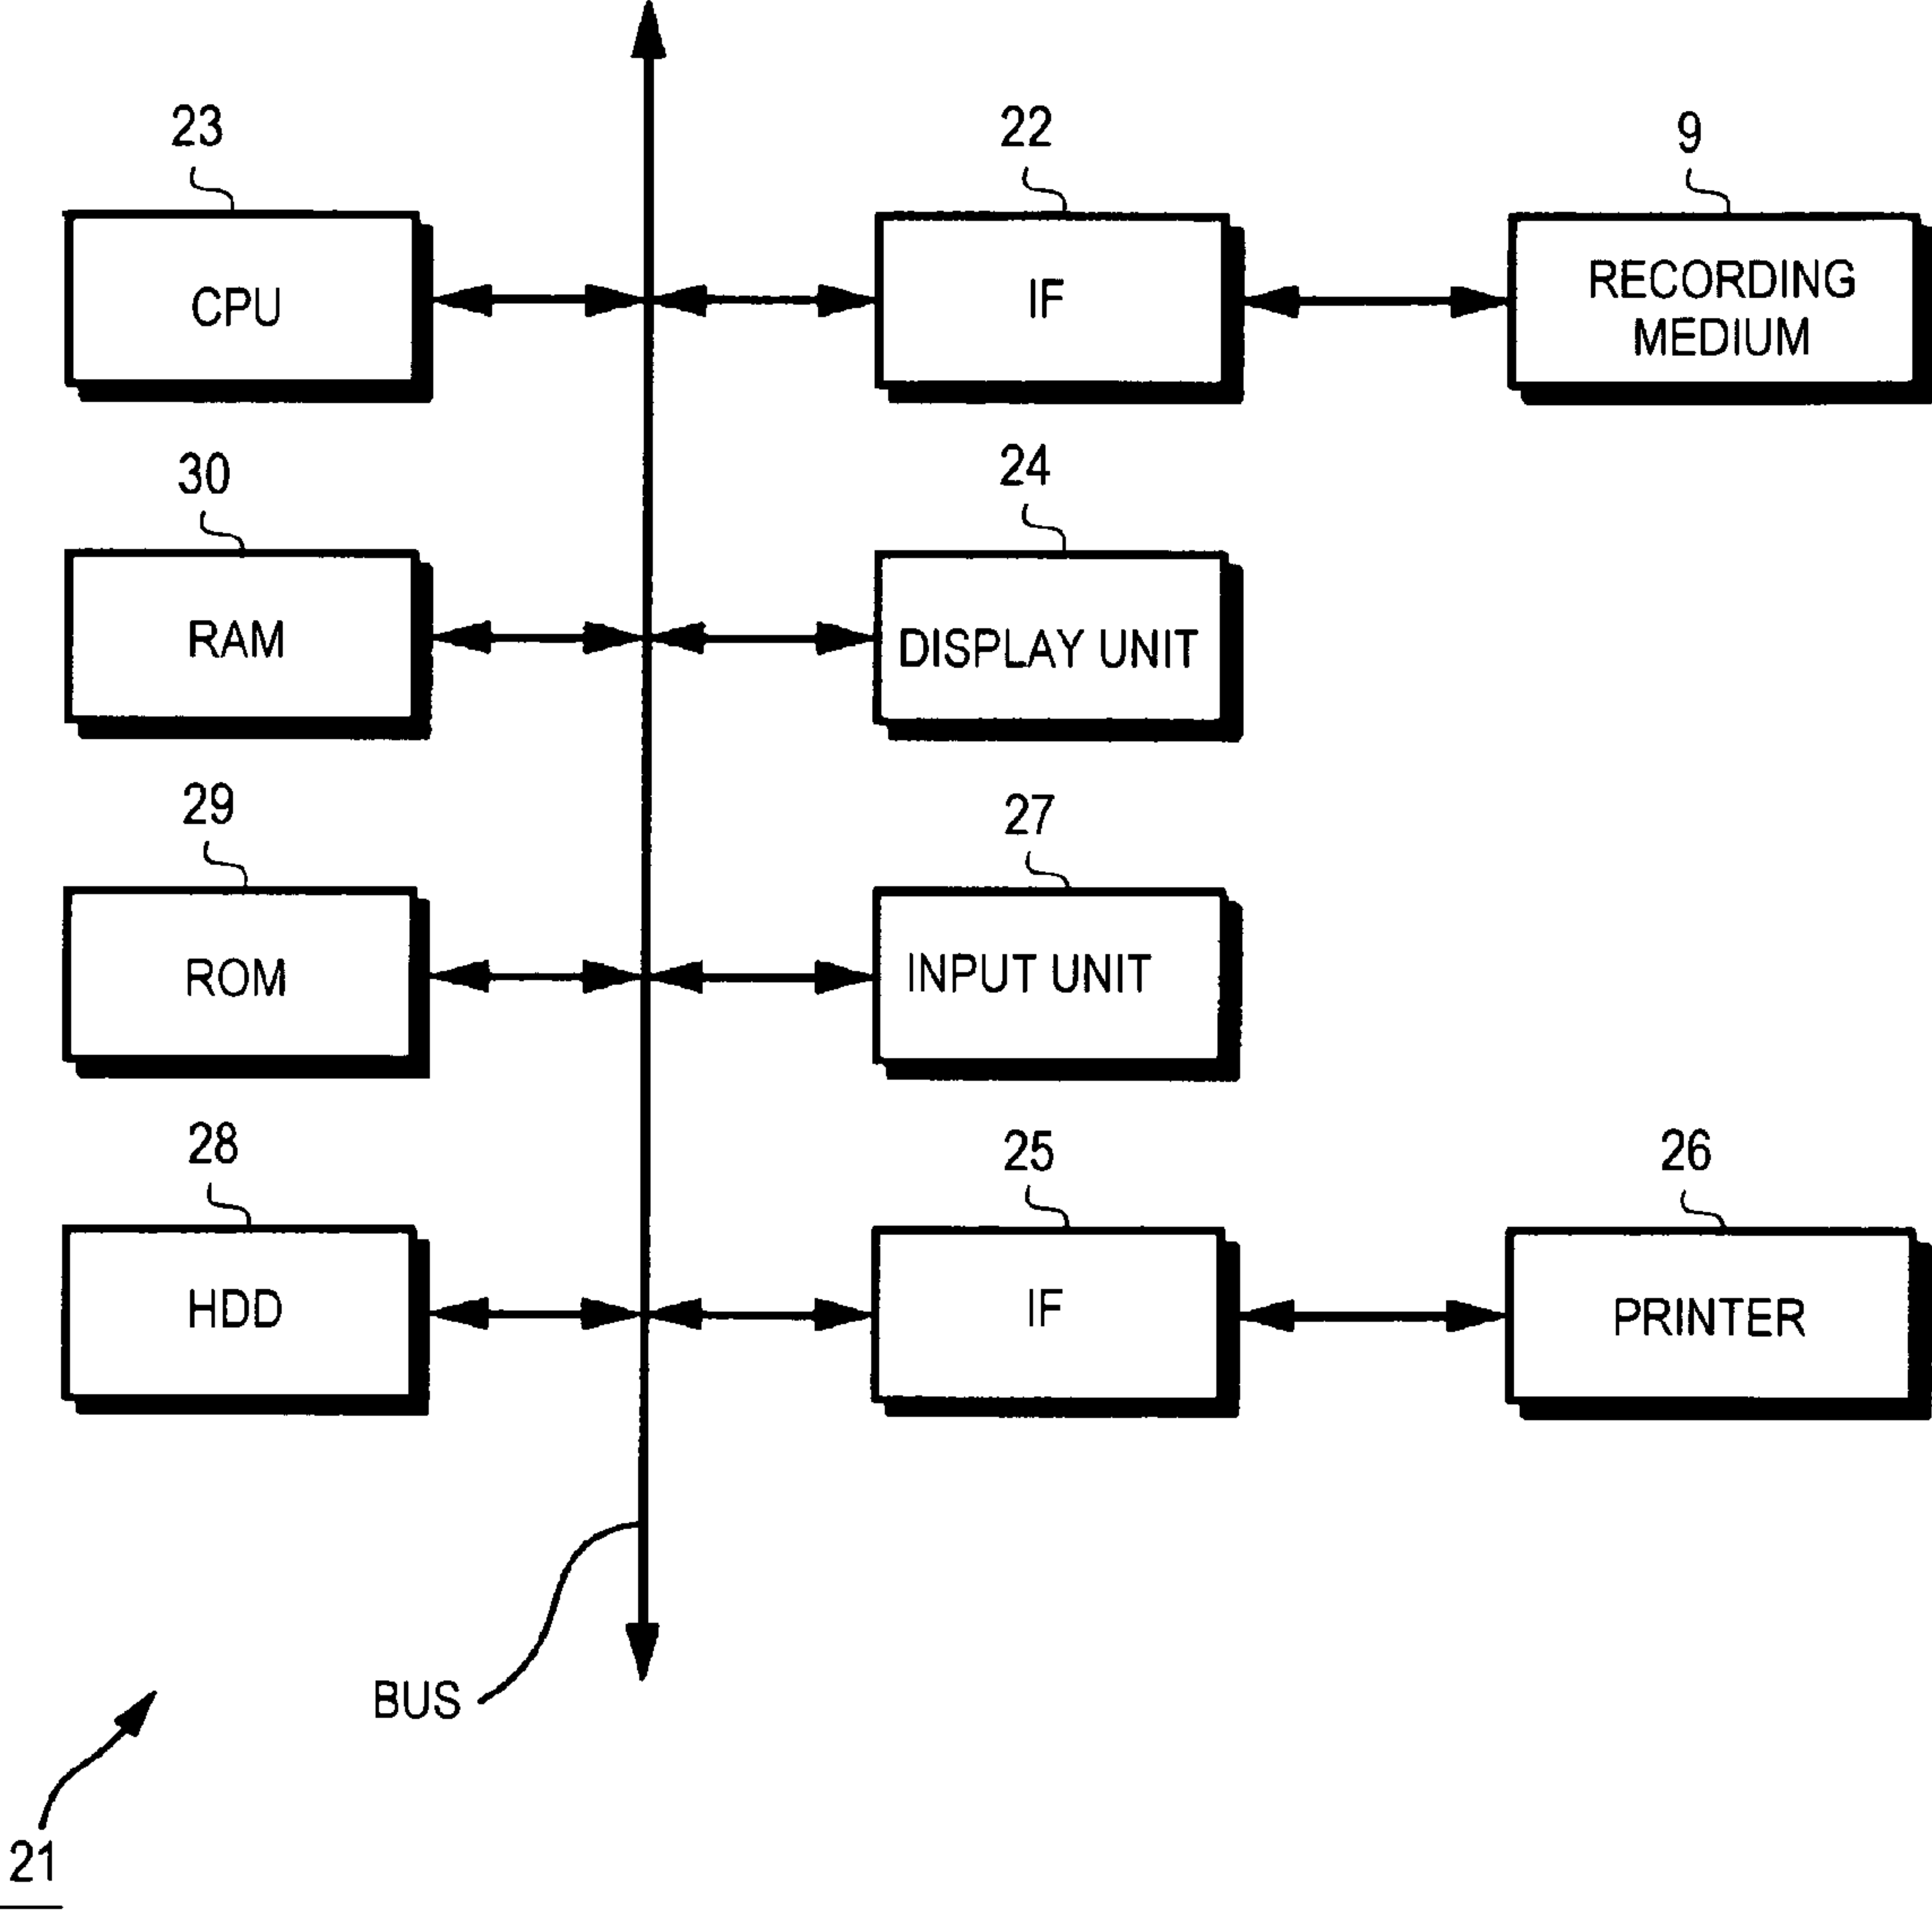 23
22
9
CPU
IF
RECORDING
MEDIUM
30
24
RAM
DISPLAY UNIT
29
27
ROM
INPUT UNIT
28
25
26
HDD
IF
PRINTER
BUS
21